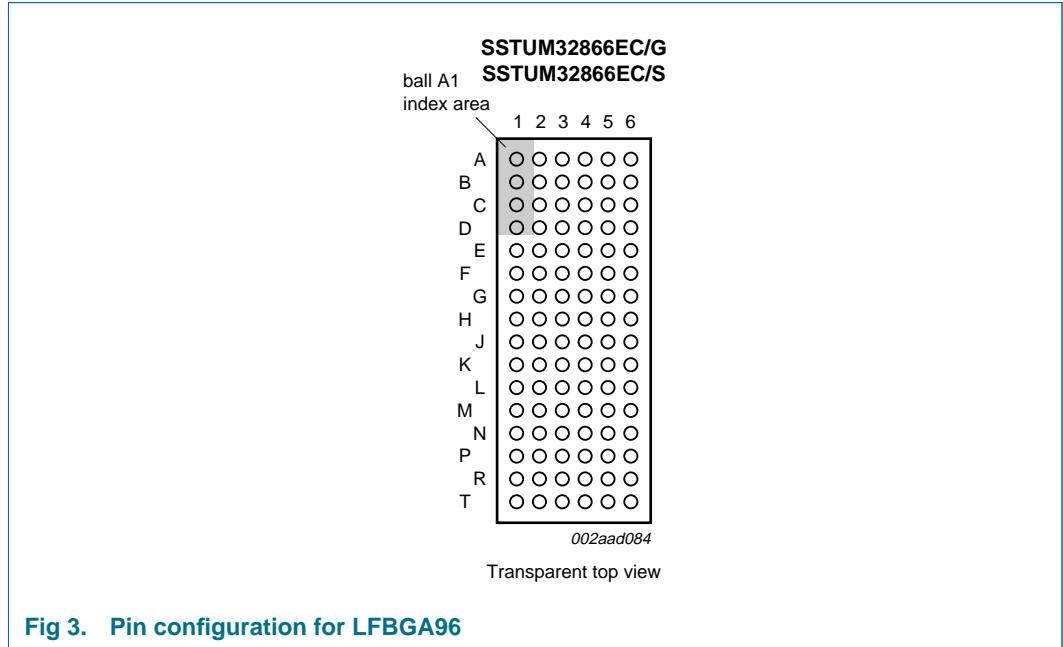 SSTUM32866EC/G
SSTUM32866EC/S
ball A1
index area
1 2 3 4 5 6
A
B
C
D
E
F
G
H
J
K
L
M
N
P
R
T
002aad084
Transparent top view
Fig 3. Pin configuration for LFBGA96